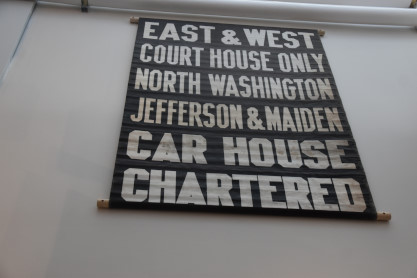 EAST & WEST
COURT HOUSE ONLY
NORTH WASHINGTON
JEFFERSON & MAIDEN
CAR HOUSE
CHARTERED